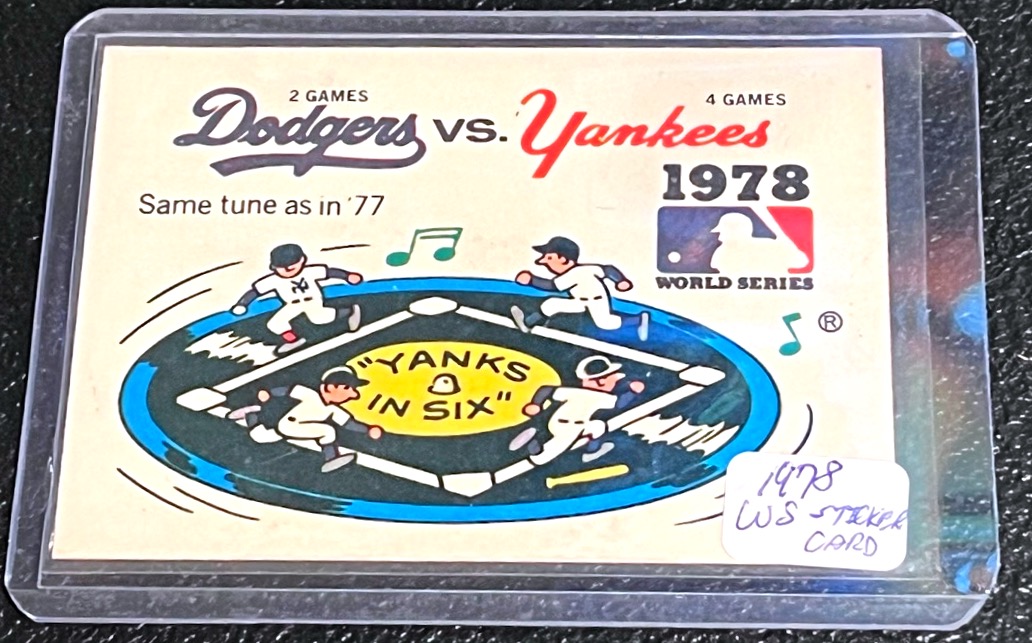 2 GAMES
4 GAMES
Dodgers vs. Yankees
1978
WORLD SERIES
Same tune as in '77
NY
®
"YANKS
IN SIX"
1978
WS STICKER
CARD